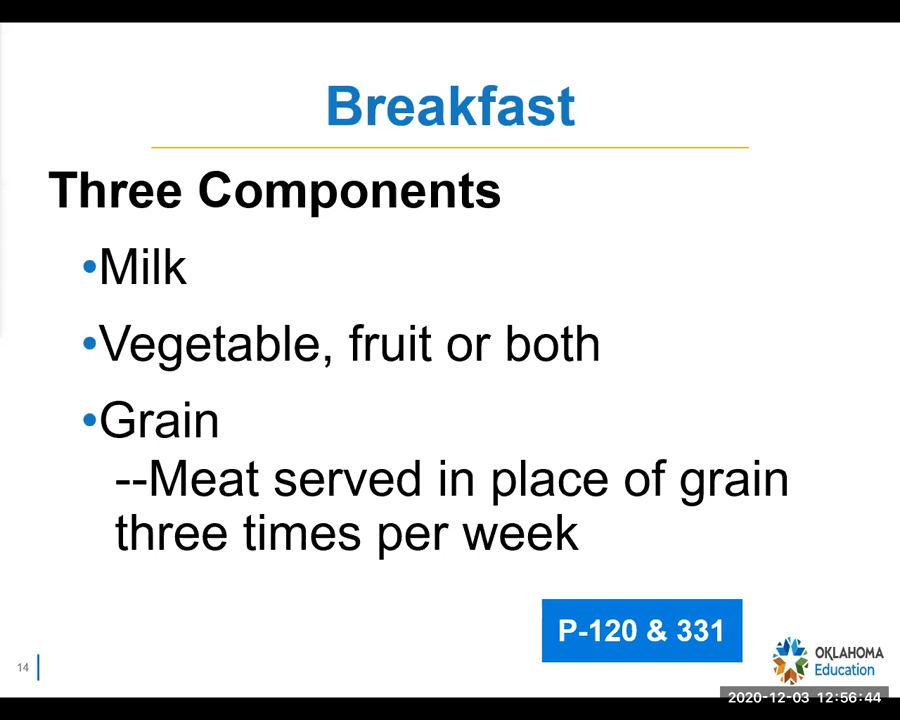 Breakfast
Three Components
•Milk
•Vegetable, fruit or both
•Grain
--Meat served in place of grain
three times per week
P-120 & 331
14
OKLAHOMA
Education
2020-12-03 12:56:44